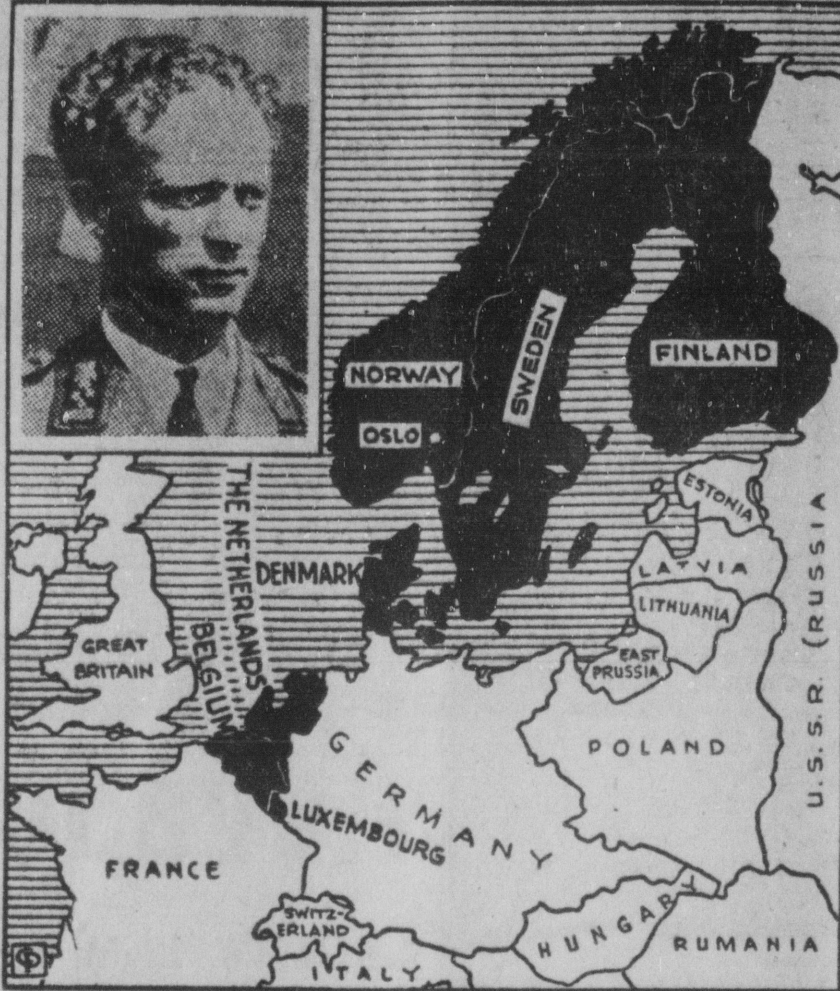 NORWAY
SWEDEN
FINLAND
OSLO
THE NETHERLANDS
DENMARK
BELGIUM
GREAT
BRITAIN
ESTONIA
LATVIA
LITHUANIA
EAST
PRUSSIA
U.S.S.R. (RUSSIA
POLAND
GERMANY
LUXEMBOURG
FRANCE
SWITZ-
ERLAND
ITALY
HUNGARY
RUMANIA